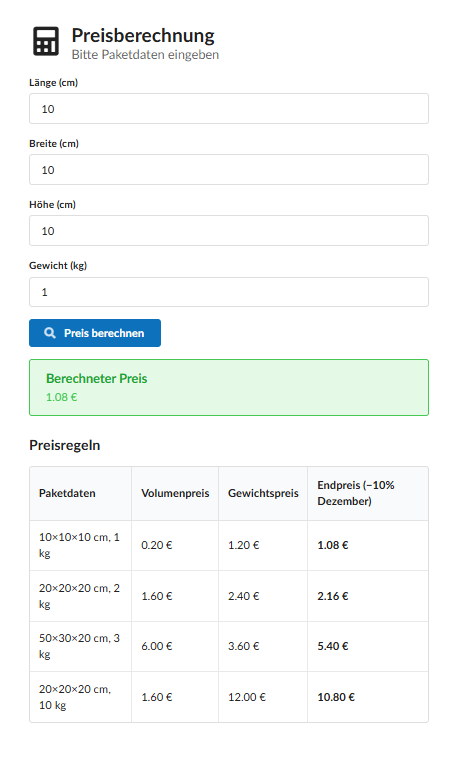 Preisberechnung
Bitte Paketdaten eingeben
Länge (cm)
10
Breite (cm)
10
Höhe (cm)
10
Gewicht (kg)
1
Preis berechnen
Berechneter Preis
1.08 €
Preisregeln
Paketdaten Volumenpreis Gewichtspreis Endpreis (−10%
Dezember)
10×10×10 cm, 1
kg 0.20 € 1.20 € 1.08 €
20×20×20 cm, 2
kg 1.60 € 2.40 € 2.16 €
50×30×20 cm, 3
kg 6.00 € 3.60 € 5.40 €
20×20×20 cm,
10 kg 1.60 € 12.00 € 10.80 €